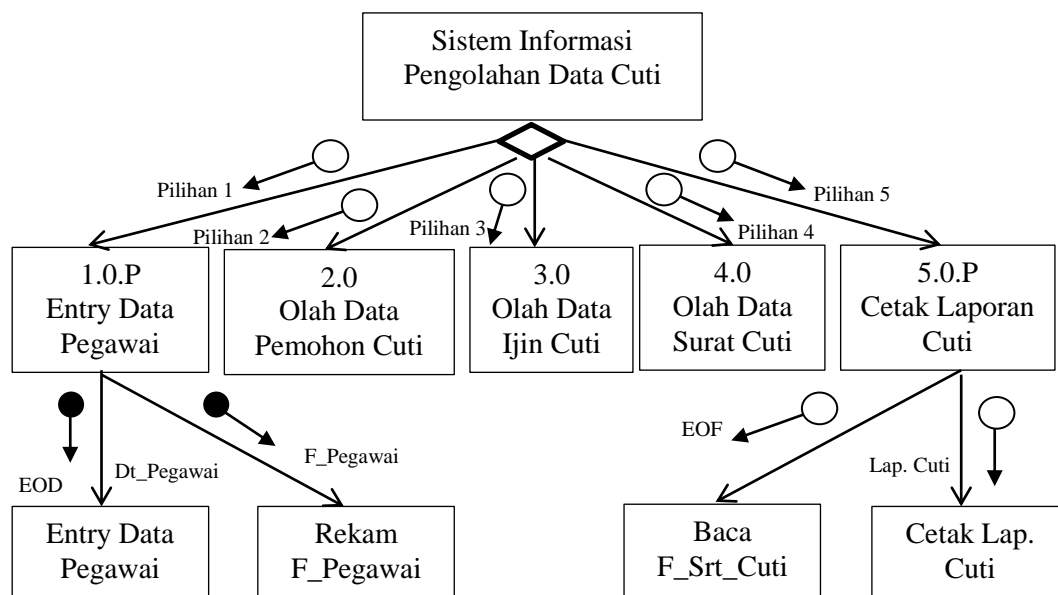 Sistem Informasi
Pengolahan Data Cuti
Pilihan 1
Pilihan 2
Pilihan 3
Pilihan 4
Pilihan 5
1.0.P
Entry Data
Pegawai
2.0
Olah Data
Pemohon Cuti
3.0
Olah Data
Ijin Cuti
4.0
Olah Data
Surat Cuti
5.0.P
Cetak Laporan
Cuti
EOD
Dt_Pegawai
F_Pegawai
EOF
Lap. Cuti
Entry Data
Pegawai
Rekam
F_Pegawai
Baca
F_Srt_Cuti
Cetak Lap.
Cuti